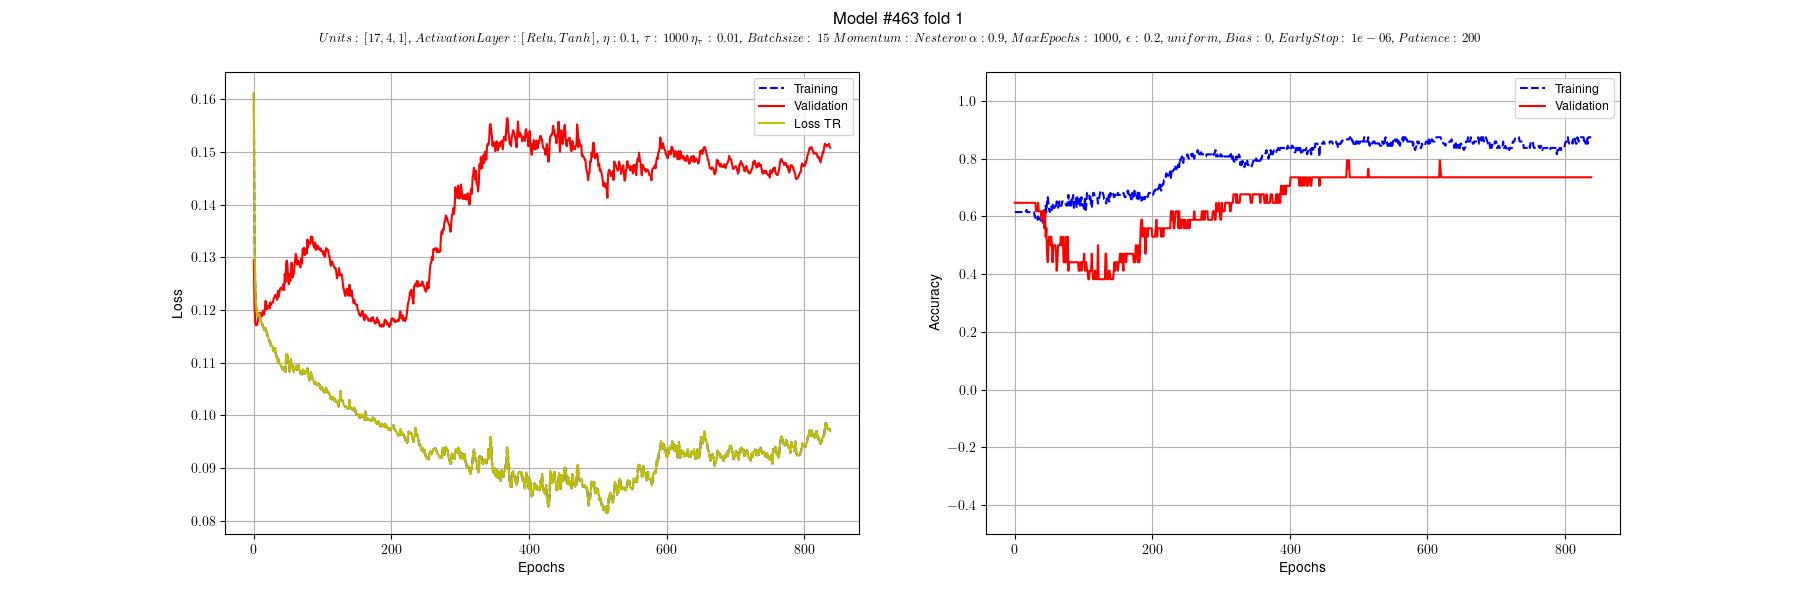 Model #463 fold 1
Units : [17, 4, 1], ActivationLayer : [Relu, Tanh], η : 0.1, τ : 1000 ητ : 0.01, Batchsize : 15 Momentum : Nesterov α : 0.9, MaxEpochs : 1000, ϵ : 0.2, uniform, Bias : 0, EarlyStop : 1e − 06, Patience : 200
Training
Validation
Loss TR
0.16
0.15
0.14
0.13
0.12
0.11
0.10
0.09
0.08
Loss
0 200 400 600 800
Epochs
Training
Validation
1.0
0.8
0.6
0.4
0.2
0.0
−0.2
−0.4
Accuracy
0 200 400 600 800
Epochs